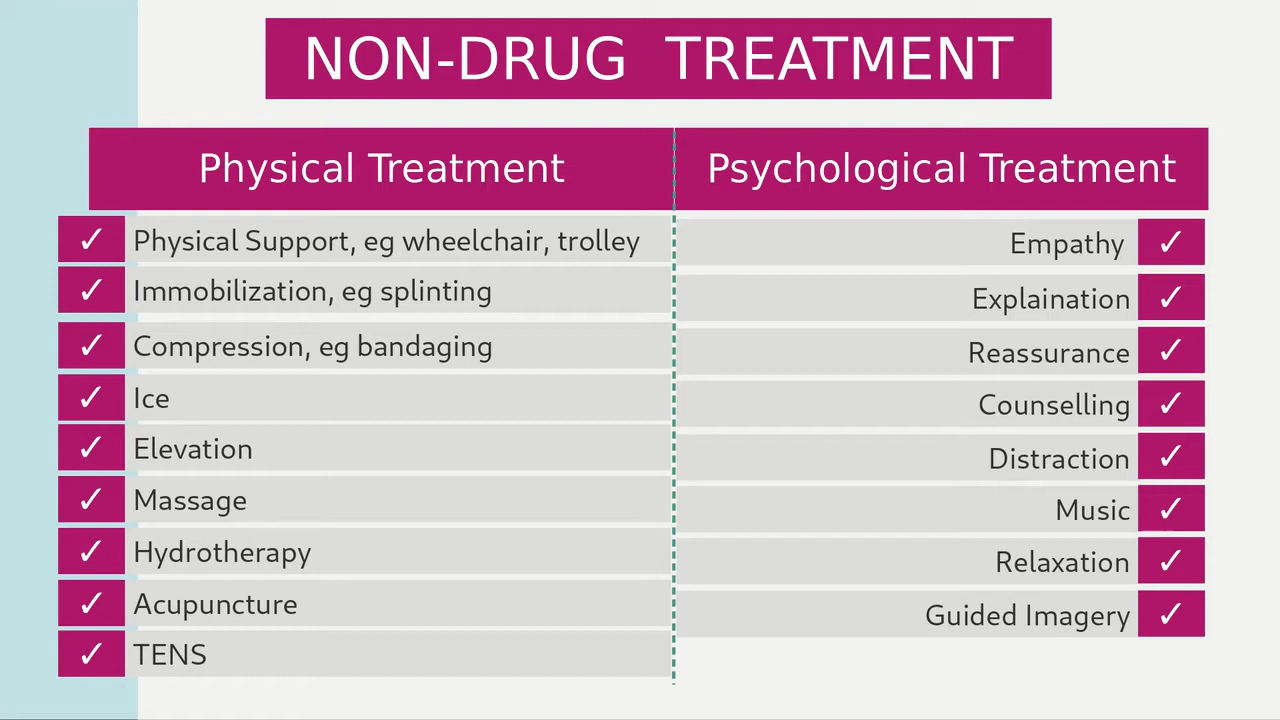 NON-DRUG TREATMENT
Physical Treatment
✓ Physical Support, eg wheelchair, trolley
✓ Immobilization, eg splinting
✓ Compression, eg bandaging
✓ Ice
✓ Elevation
✓ Massage
✓ Hydrotherapy
✓ Acupuncture
✓ TENS
Psychological Treatment
Empathy ✓
Explaination ✓
Reassurance ✓
Counselling ✓
Distraction ✓
Music ✓
Relaxation ✓
Guided Imagery ✓